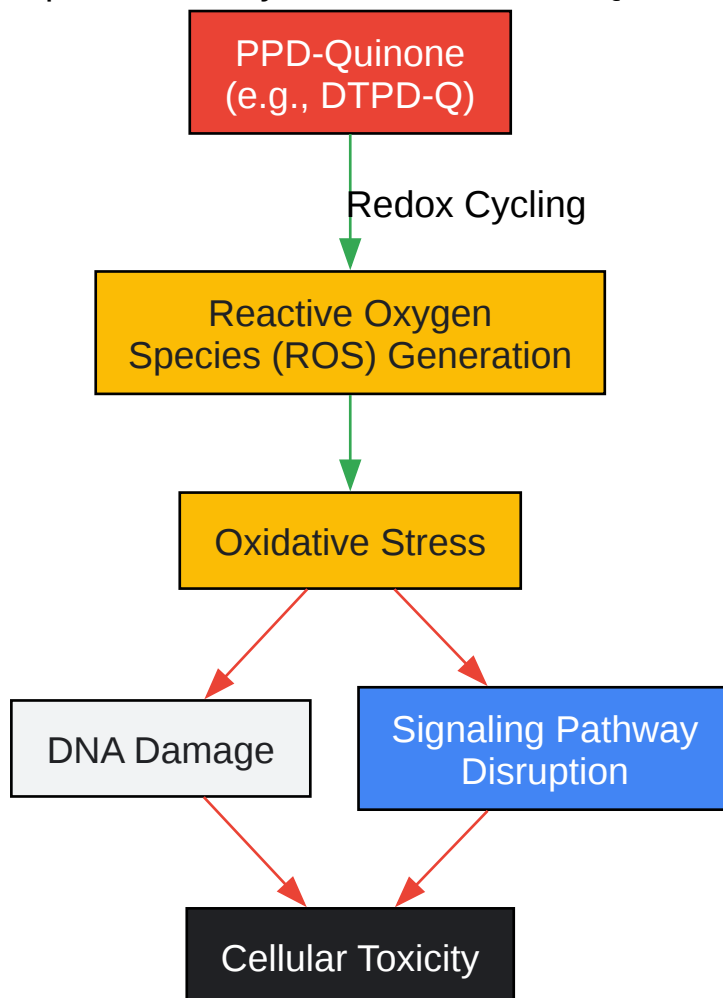 PPD-Quinone
(e.g., DTPD-Q)
Redox Cycling
Reactive Oxygen
Species (ROS) Generation
Oxidative Stress
DNA Damage
Signaling Pathway
Disruption
Cellular Toxicity